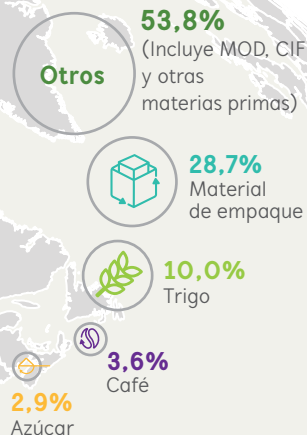 53,8%
(Incluye MOD, CIF
Otros
y otras
materias primas)
28,7%
Material
de empaque
10,0%
Trigo
3,6%
Café
2,9%
Azúcar